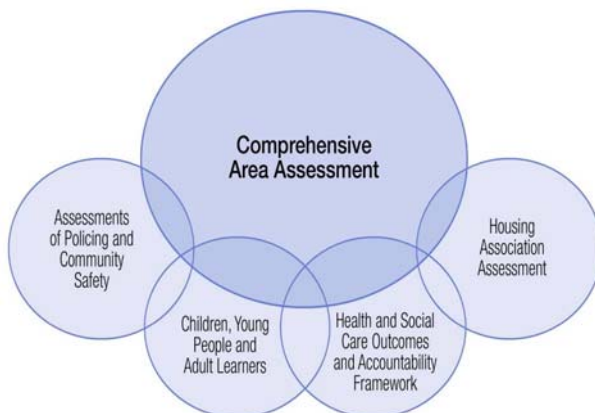 Comprehensive
Area Assessment
Assessments
of Policing and
Community
Safety
Children, Young
People and
Adult Learners
Health and Social
Care Outcomes
and Accountability
Framework
Housing
Association
Assessment